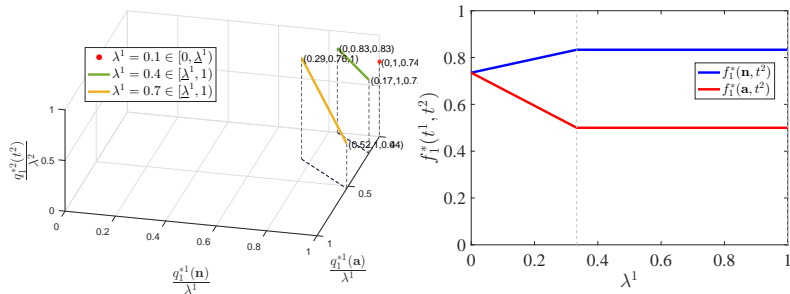 λ¹ = 0.1 ∈ [0, λ̲¹)
λ¹ = 0.4 ∈ [λ̲¹, 1)
λ¹ = 0.7 ∈ [λ̲¹, 1)
(0,0.83,0.83)
(0.29,0.76,1)
(0,1,0.74
(0.17,1,0.7
(0.52,1,0.44)
1
0.5
0
q₁*²(t²)/λ²
0
0.2
0.4
0.6
0.8
1
q₁*¹(n)/λ¹
0.5
1
q₁*¹(a)/λ¹
f₁*(t¹, t²)
1
0.8
0.6
0.4
0.2
0
f₁*(n, t²)
f₁*(a, t²)
0
0.2
0.4
0.6
0.8
1
λ¹